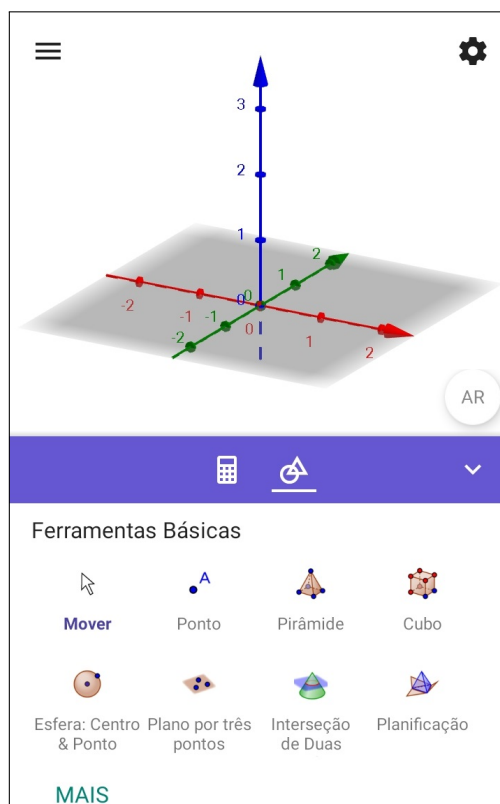 3
2
1
0
2
1
0
-1
-2
-2
-1
0
1
2
AR
Ferramentas Básicas
A
Mover
Ponto
Pirâmide
Cubo
Esfera: Centro
& Ponto
Plano por três
pontos
Interseção
de Duas
Planificação
MAIS